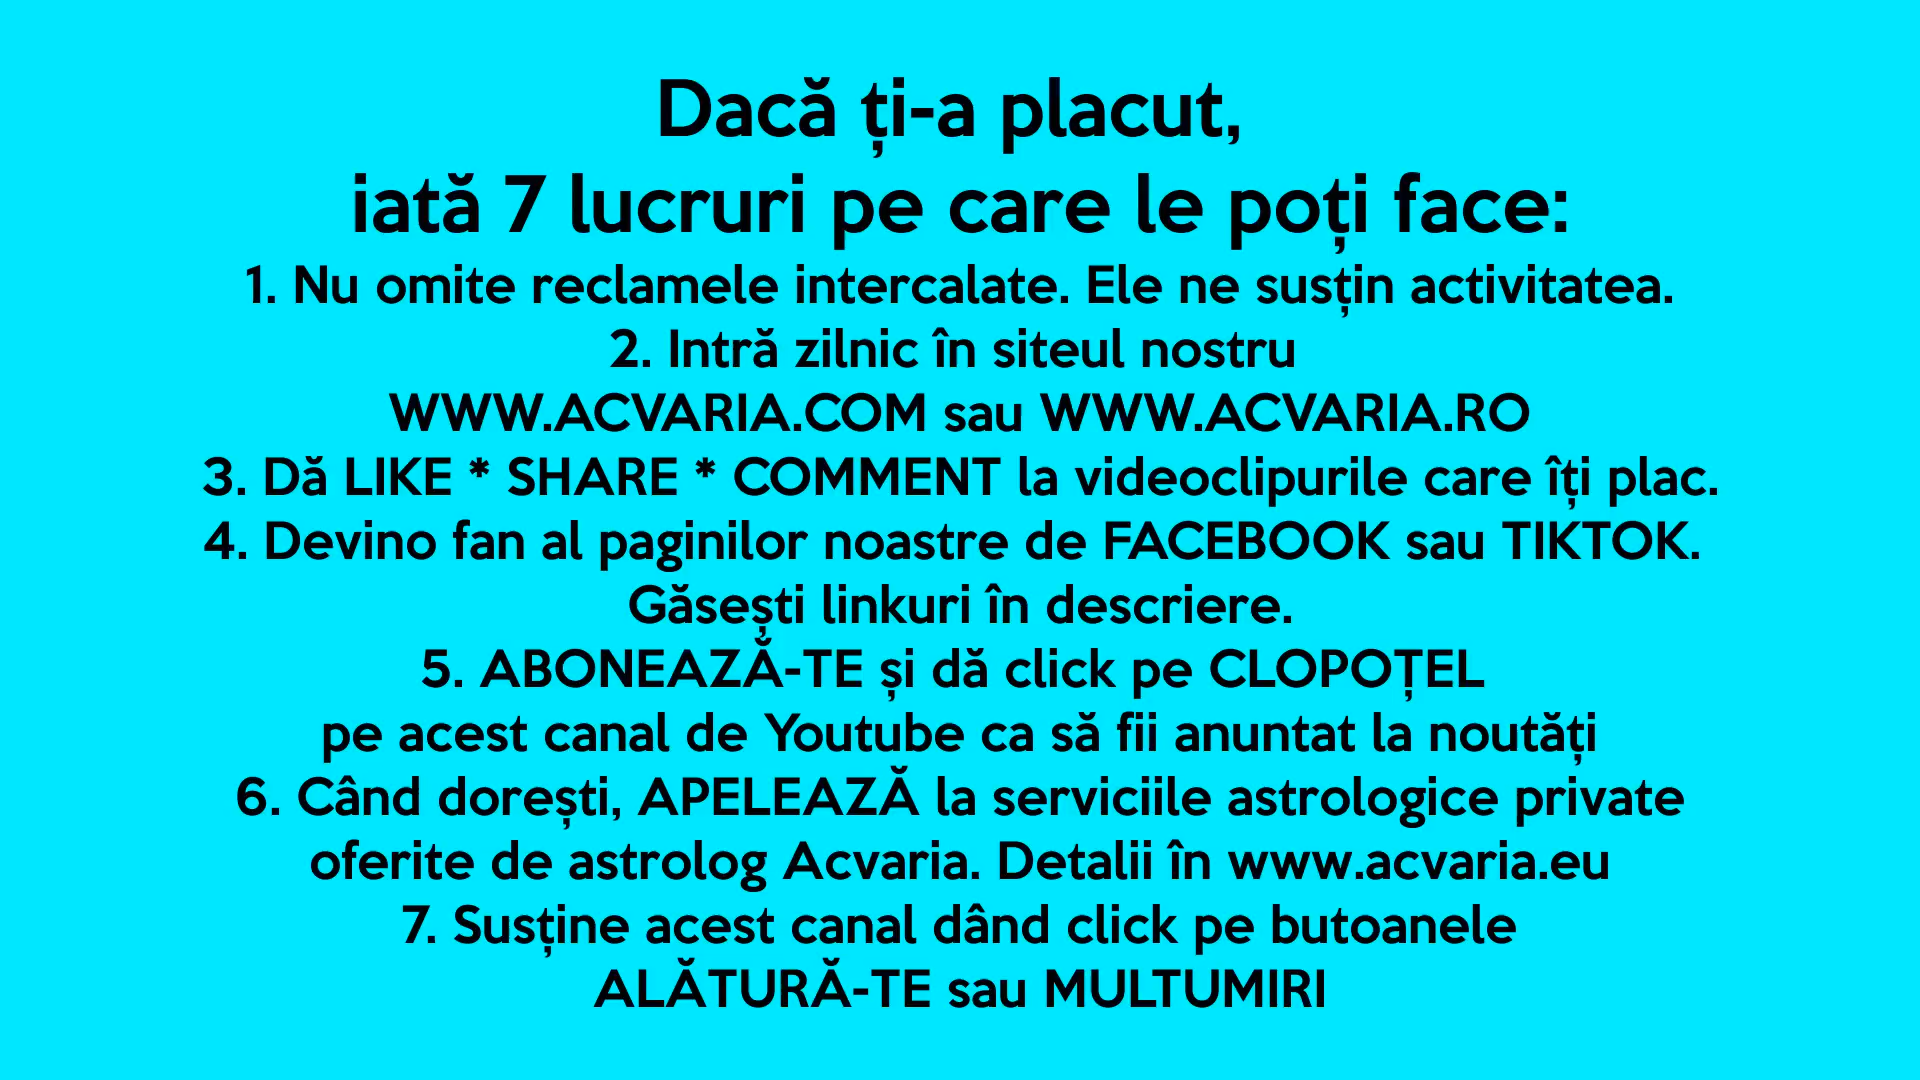 Dacă ți-a placut,
iată 7 lucruri pe care le poți face:
1. Nu omite reclamele intercalate. Ele ne susțin activitatea.
2. Intră zilnic în siteul nostru
WWW.ACVARIA.COM sau WWW.ACVARIA.RO
3. Dă LIKE * SHARE * COMMENT la videoclipurile care îți plac.
4. Devino fan al paginilor noastre de FACEBOOK sau TIKTOK.
Găsești linkuri în descriere.
5. ABONEAZĂ-TE și dă click pe CLOPOȚEL
pe acest canal de Youtube ca să fii anuntat la noutăți
6. Când dorești, APELEAZĂ la serviciile astrologice private
oferite de astrolog Acvaria. Detalii în www.acvaria.eu
7. Susține acest canal dând click pe butoanele
ALĂTURĂ-TE sau MULTUMIRI